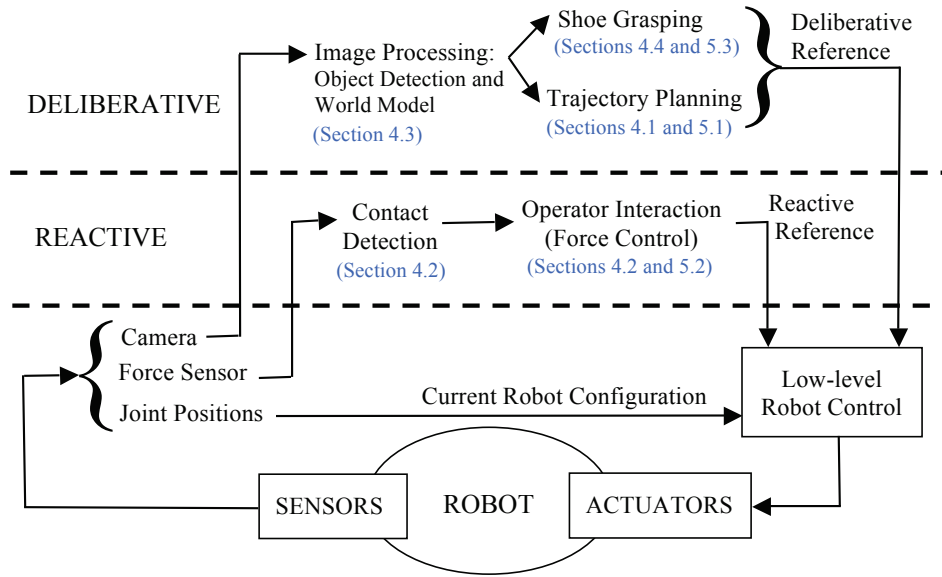 DELIBERATIVE
Image Processing:
Object Detection and
World Model
(Section 4.3)
Shoe Grasping
(Sections 4.4 and 5.3)
Trajectory Planning
(Sections 4.1 and 5.1)
Deliberative
Reference
REACTIVE
Contact
Detection
(Section 4.2)
Operator Interaction
(Force Control)
(Sections 4.2 and 5.2)
Reactive
Reference
Camera
Force Sensor
Joint Positions
Current Robot Configuration
Low-level
Robot Control
SENSORS
ROBOT
ACTUATORS